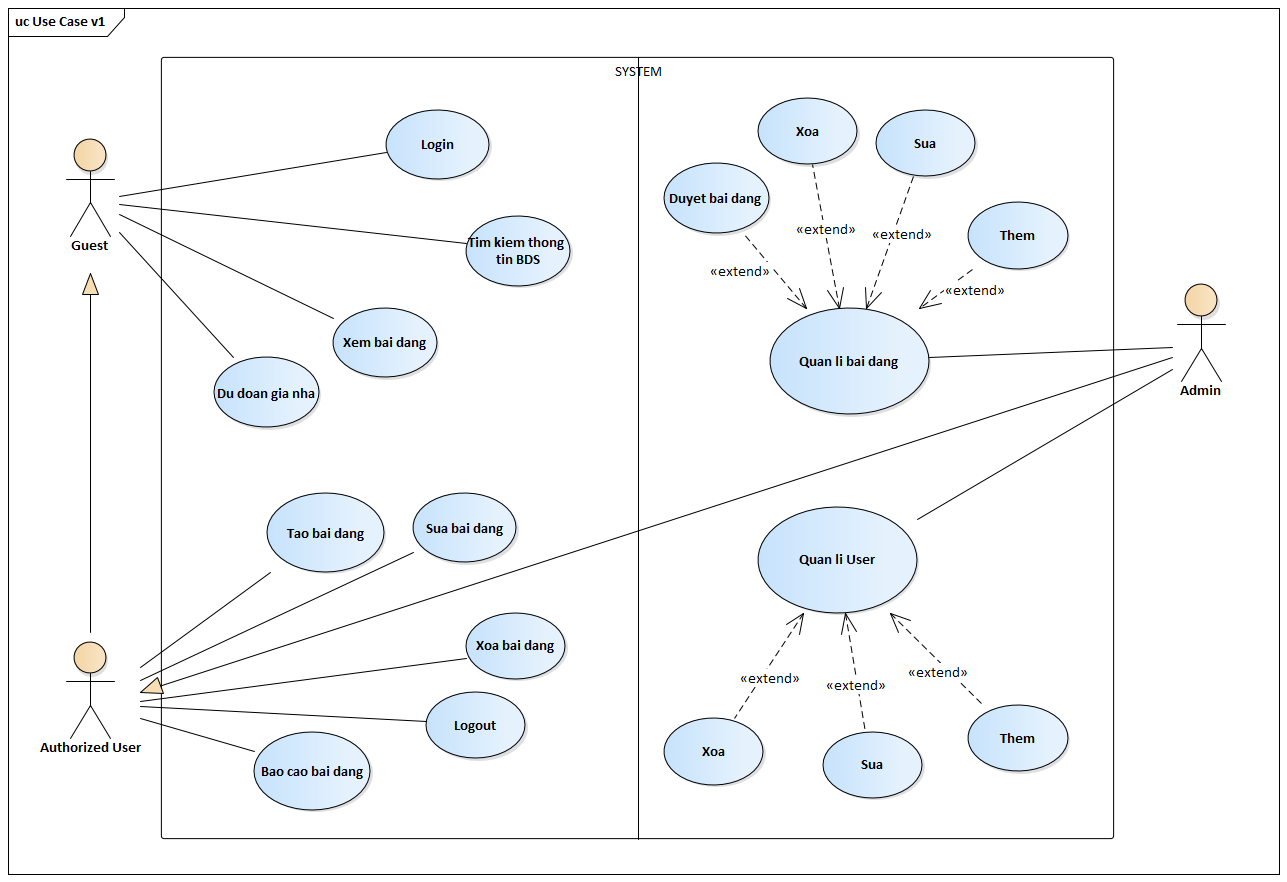 uc Use Case v1
SYSTEM
Login
Tim kiem thong
tin BDS
Xem bai dang
Du doan gia nha
Guest
Tao bai dang
Sua bai dang
Xoa bai dang
Logout
Bao cao bai dang
Authorized User
Xoa
Sua
Duyet bai dang
Them
«extend»
«extend»
«extend»
«extend»
Quan li bai dang
Admin
Quan li User
«extend»
«extend»
«extend»
Xoa
Sua
Them